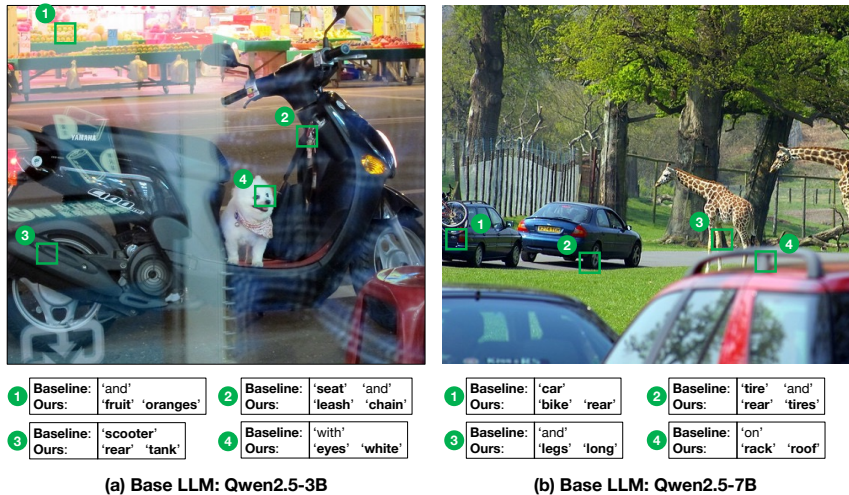 1
2
4
3
YAMAHA
1
2
3
4
1 Baseline: 'and'
Ours: 'fruit' 'oranges'
2 Baseline: 'seat' 'and'
Ours: 'leash' 'chain'
3 Baseline: 'scooter'
Ours: 'rear' 'tank'
4 Baseline: 'with'
Ours: 'eyes' 'white'
1 Baseline: 'car'
Ours: 'bike' 'rear'
2 Baseline: 'tire' 'and'
Ours: 'rear' 'tires'
3 Baseline: 'and'
Ours: 'legs' 'long'
4 Baseline: 'on'
Ours: 'rack' 'roof'
(a) Base LLM: Qwen2.5-3B
(b) Base LLM: Qwen2.5-7B